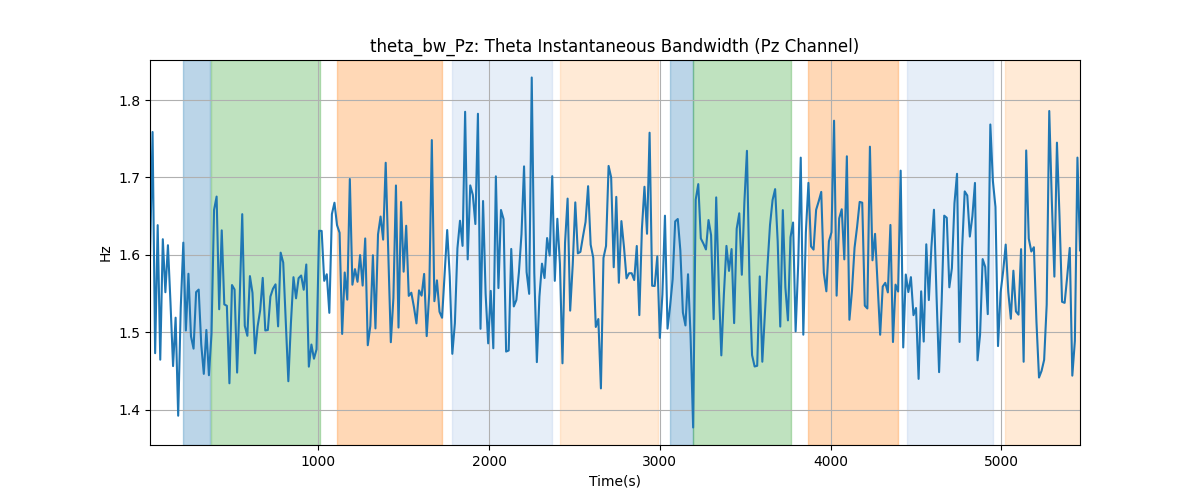 theta_bw_Pz: Theta Instantaneous Bandwidth (Pz Channel)
Hz
1.8
1.7
1.6
1.5
1.4
1000 2000 3000 4000 5000
Time(s)